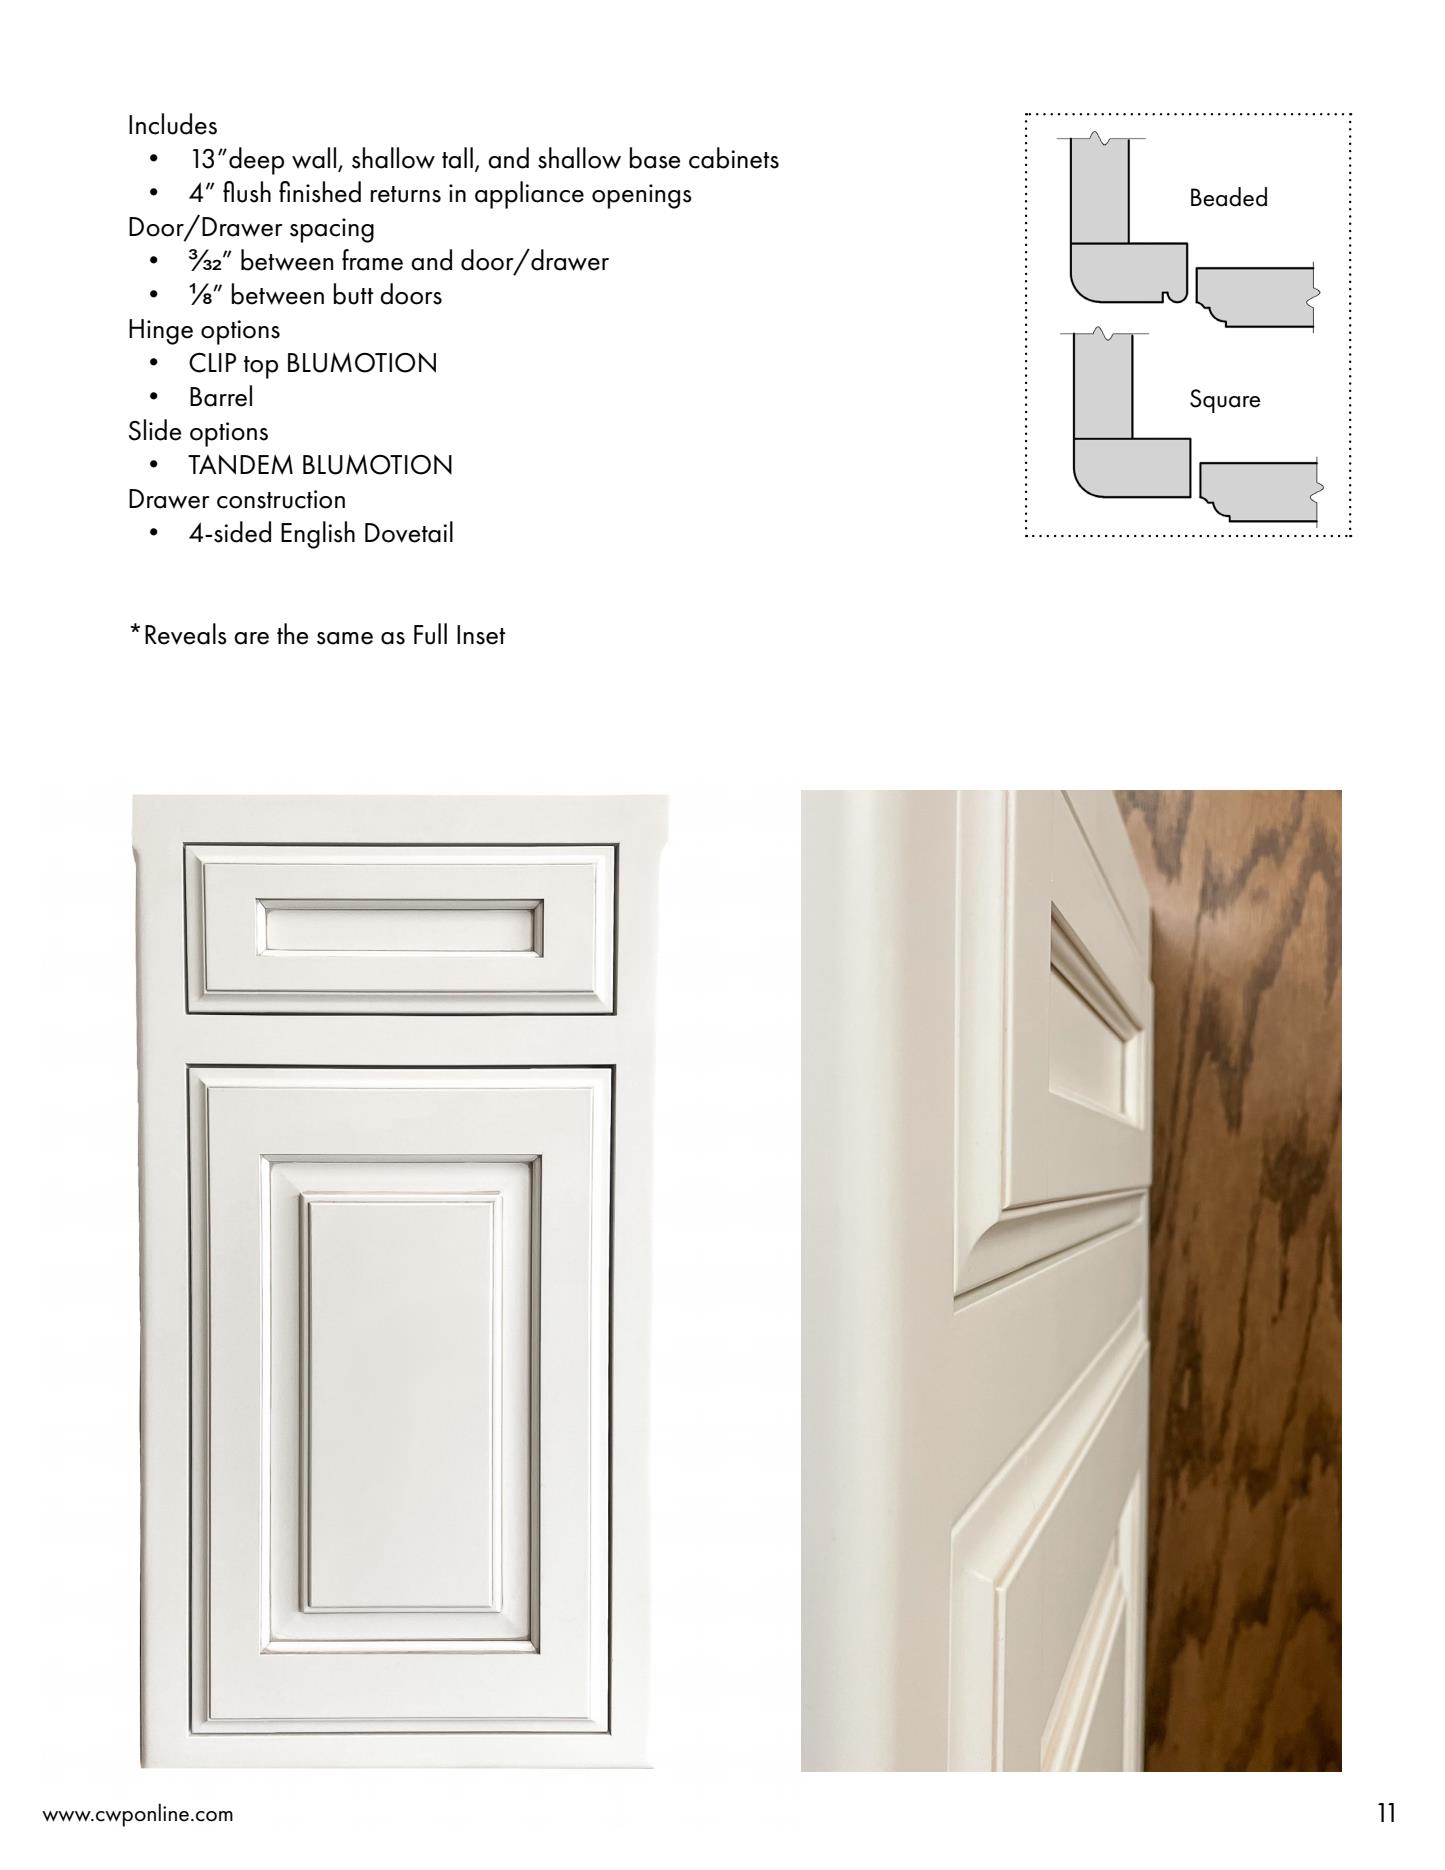 Includes
• 13”deep wall, shallow tall, and shallow base cabinets
• 4” flush finished returns in appliance openings
Door/Drawer spacing
• ³⁄₃₂” between frame and door/drawer
• ⅛” between butt doors
Hinge options
• CLIP top BLUMOTION
• Barrel
Slide options
• TANDEM BLUMOTION
Drawer construction
• 4-sided English Dovetail
*Reveals are the same as Full Inset
Beaded
Square
www.cwponline.com
11